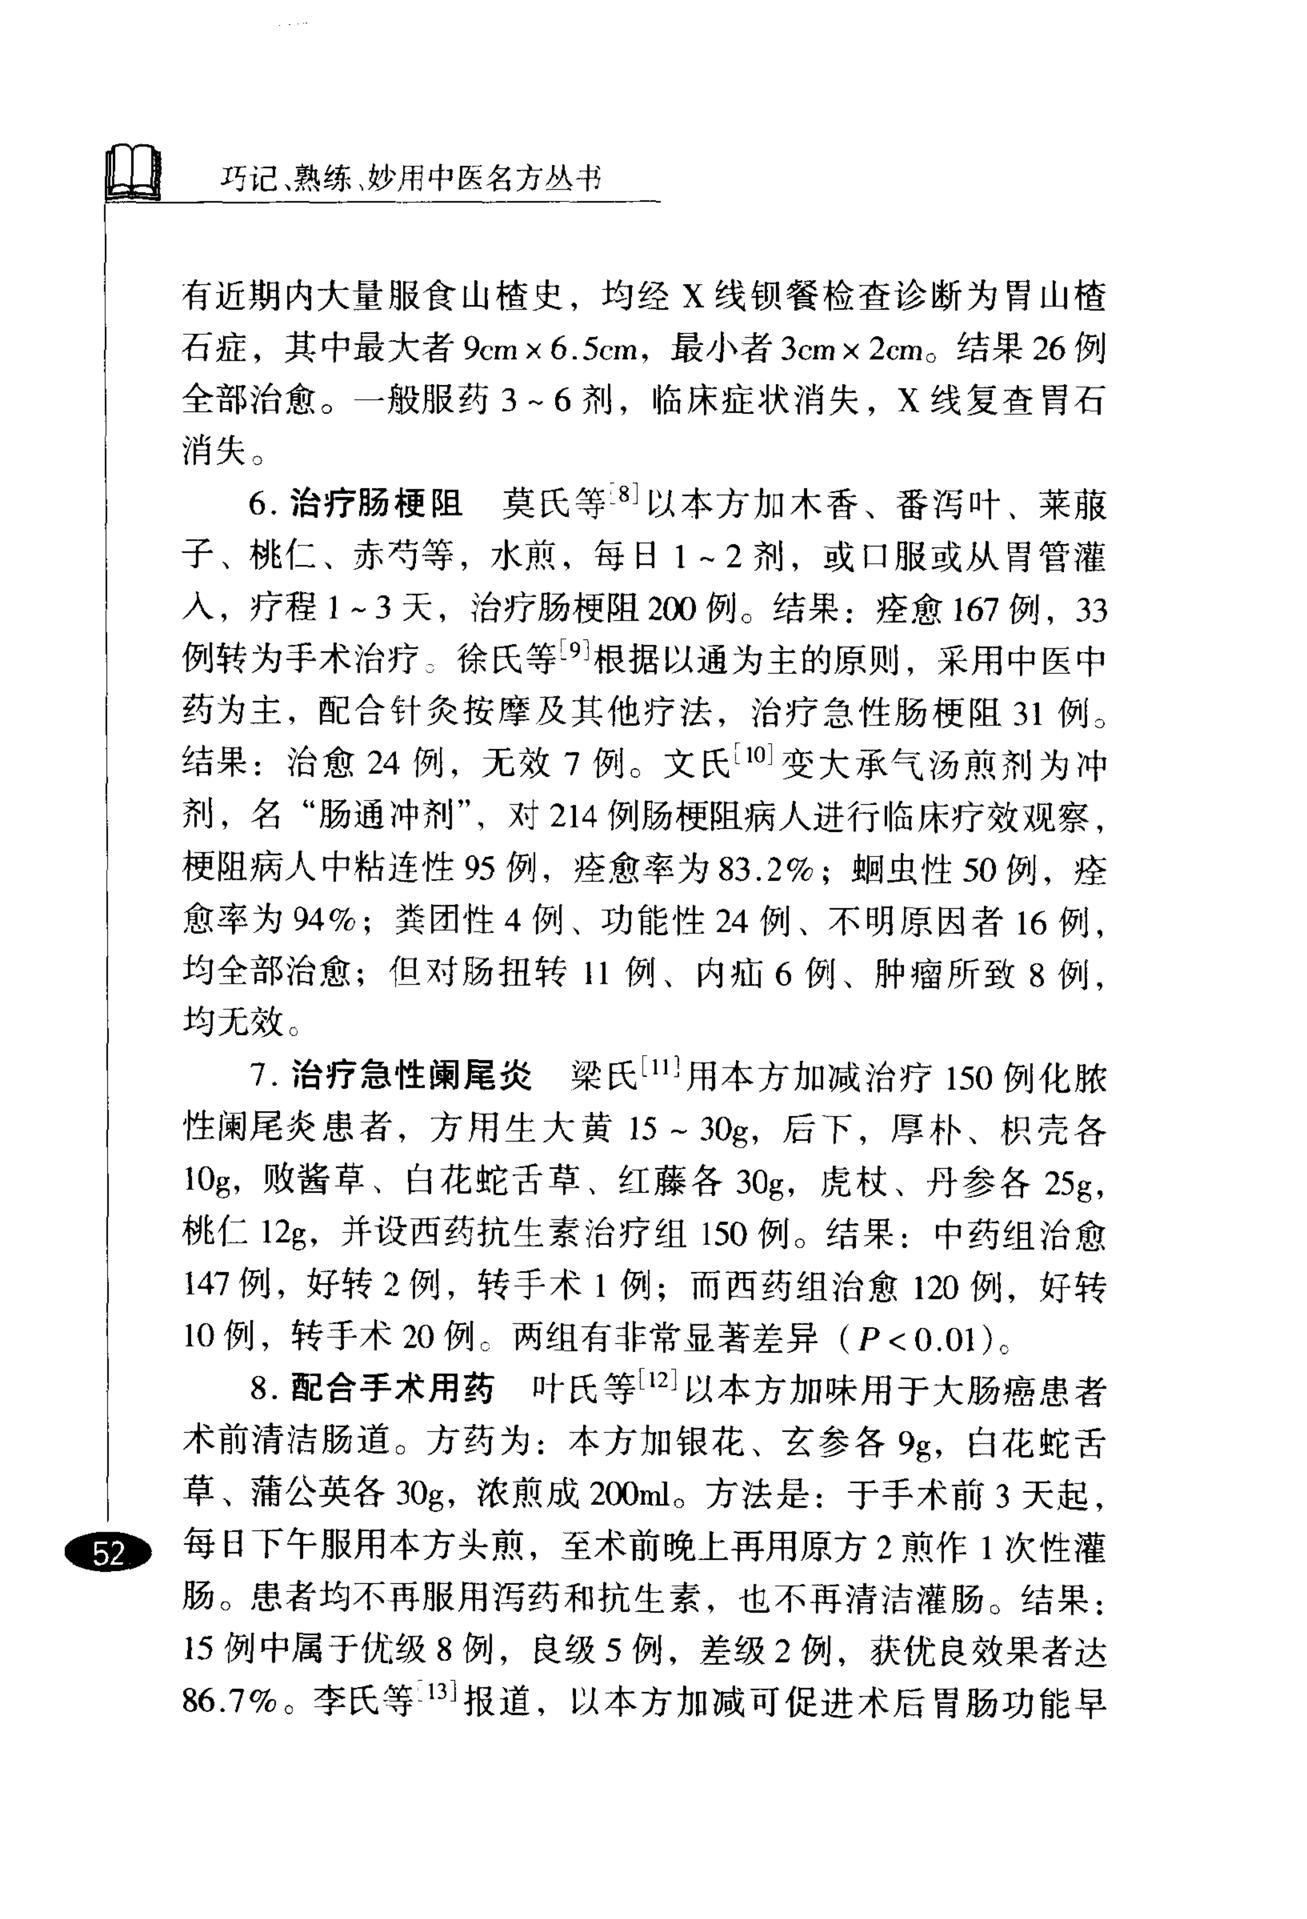 巧记、熟练、妙用中医名方丛书
有近期内大量服食山楂史，均经 X 线钡餐检查诊断为胃山楂
石症，其中最大者 9cm×6.5cm，最小者 3cm×2cm。结果 26 例
全部治愈。一般服药 3~6 剂，临床症状消失，X 线复查胃石
消失。
6. 治疗肠梗阻　莫氏等[8]以本方加木香、番泻叶、莱菔
子、桃仁、赤芍等，水煎，每日 1~2 剂，或口服或从胃管灌
入，疗程 1~3 天，治疗肠梗阻 200 例。结果：痊愈 167 例，33
例转为手术治疗。徐氏等[9]根据以通为主的原则，采用中医中
药为主，配合针灸按摩及其他疗法，治疗急性肠梗阻 31 例。
结果：治愈 24 例，无效 7 例。文氏[10]变大承气汤煎剂为冲
剂，名“肠通冲剂”，对 214 例肠梗阻病人进行临床疗效观察，
梗阻病人中粘连性 95 例，痊愈率为 83.2%；蛔虫性 50 例，痊
愈率为 94%；粪团性 4 例、功能性 24 例、不明原因者 16 例，
均全部治愈；但对肠扭转 11 例、内疝 6 例、肿瘤所致 8 例，
均无效。
7. 治疗急性阑尾炎　梁氏[11]用本方加减治疗 150 例化脓
性阑尾炎患者，方用生大黄 15~30g，后下，厚朴、枳壳各
10g，败酱草、白花蛇舌草、红藤各 30g，虎杖、丹参各 25g，
桃仁 12g，并设西药抗生素治疗组 150 例。结果：中药组治愈
147 例，好转 2 例，转手术 1 例；而西药组治愈 120 例，好转
10 例，转手术 20 例。两组有非常显著差异（P<0.01）。
8. 配合手术用药　叶氏等[12]以本方加味用于大肠癌患者
术前清洁肠道。方药为：本方加银花、玄参各 9g，白花蛇舌
草、蒲公英各 30g，浓煎成 200ml。方法是：于手术前 3 天起，
每日下午服用本方头煎，至术前晚上再用原方 2 煎作 1 次性灌
肠。患者均不再服用泻药和抗生素，也不再清洁灌肠。结果：
15 例中属于优级 8 例，良级 5 例，差级 2 例，获优良效果者达
86.7%。李氏等[13]报道，以本方加减可促进术后胃肠功能早
52